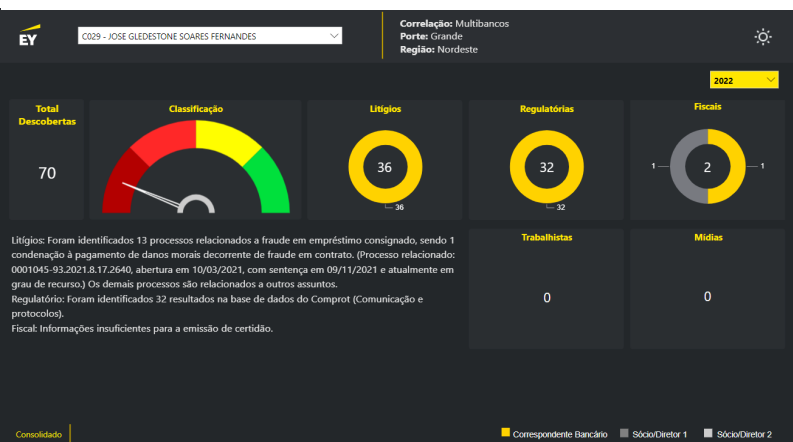 EY
C029 - JOSE GLEDESTONE SOARES FERNANDES
Correlação: Multibancos
Porte: Grande
Região: Nordeste
2022
Total
Descobertas
70
Classificação
Litígios
36
36
Regulatórias
32
32
Fiscais
1
2
1
Litígios: Foram identificados 13 processos relacionados a fraude em empréstimo consignado, sendo 1
condenação à pagamento de danos morais decorrente de fraude em contrato. (Processo relacionado:
0001045-93.2021.8.17.2640, abertura em 10/03/2021, com sentença em 09/11/2021 e atualmente em
grau de recurso.) Os demais processos são relacionados a outros
assuntos.
Regulatório: Foram identificados 32 resultados na base de dados do Comprot (Comunicação e
protocolos).
Fiscal: Informações insuficientes para a emissão de certidão.
Trabalhistas
0
Mídias
0
Consolidado
Correspondente Bancário
Sócio/Diretor 1
Sócio/Diretor 2